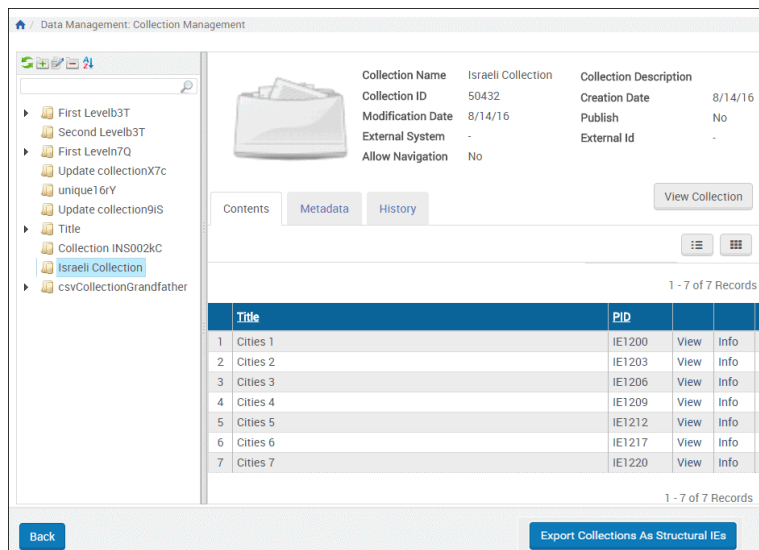 / Data Management: Collection Management
First Levelb3T
Second Levelb3T
First Leveln7Q
Update collectionX7c
unique16rY
Update collection9iS
Title
Collection INS002kC
Israeli Collection
csvCollectionGrandfather
Collection Name Israeli Collection Collection Description
Collection ID 50432 Creation Date 8/14/16
Modification Date 8/14/16 Publish No
External System - External Id -
Allow Navigation No
View Collection
Contents Metadata History
1 - 7 of 7 Records
Title PID
1 Cities 1 IE1200 View Info
2 Cities 2 IE1203 View Info
3 Cities 3 IE1206 View Info
4 Cities 4 IE1209 View Info
5 Cities 5 IE1212 View Info
6 Cities 6 IE1217 View Info
7 Cities 7 IE1220 View Info
1 - 7 of 7 Records
Back Export Collections As Structural IEs